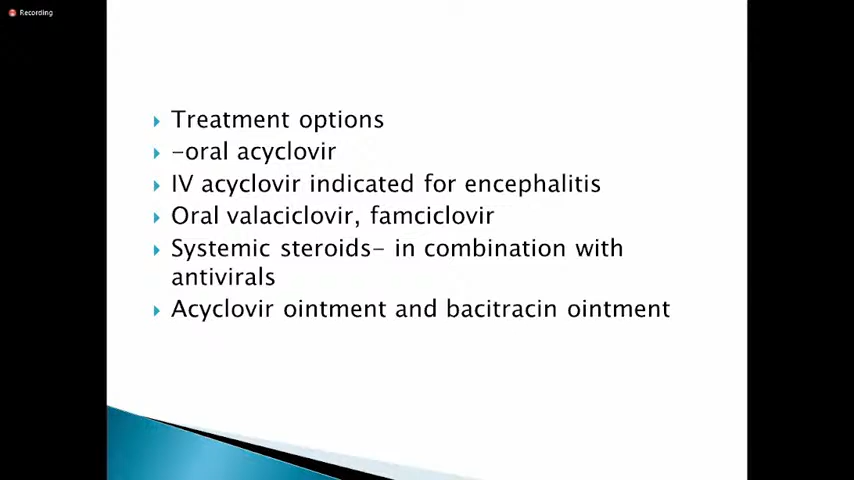 Recording
Treatment options
-oral acyclovir
IV acyclovir indicated for encephalitis
Oral valaciclovir, famciclovir
Systemic steroids- in combination with
antivirals
Acyclovir ointment and bacitracin ointment